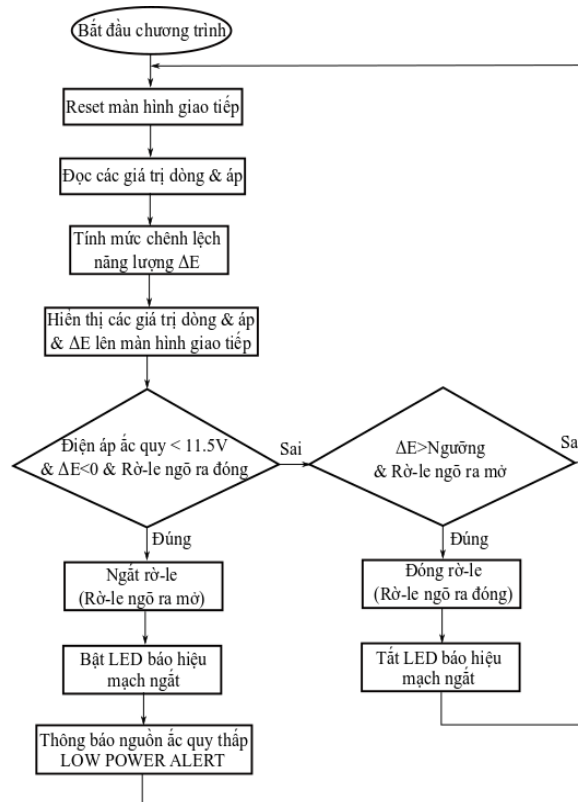 Bắt đầu chương trình
Reset màn hình giao tiếp
Đọc các giá trị dòng & áp
Tính mức chênh lệch
năng lượng ΔE
Hiển thị các giá trị dòng & áp
& ΔE lên màn hình giao tiếp
Điện áp ắc quy < 11.5V
& ΔE<0 & Rờ-le ngõ ra đóng
Sai
ΔE>Ngưỡng
& Rờ-le ngõ ra mở
Sa
Đúng
Ngắt rờ-le
(Rờ-le ngõ ra mở)
Bật LED báo hiệu
mạch ngắt
Thông báo nguồn ắc quy thấp
LOW POWER ALERT
Đúng
Đóng rờ-le
(Rờ-le ngõ ra đóng)
Tắt LED báo hiệu
mạch ngắt